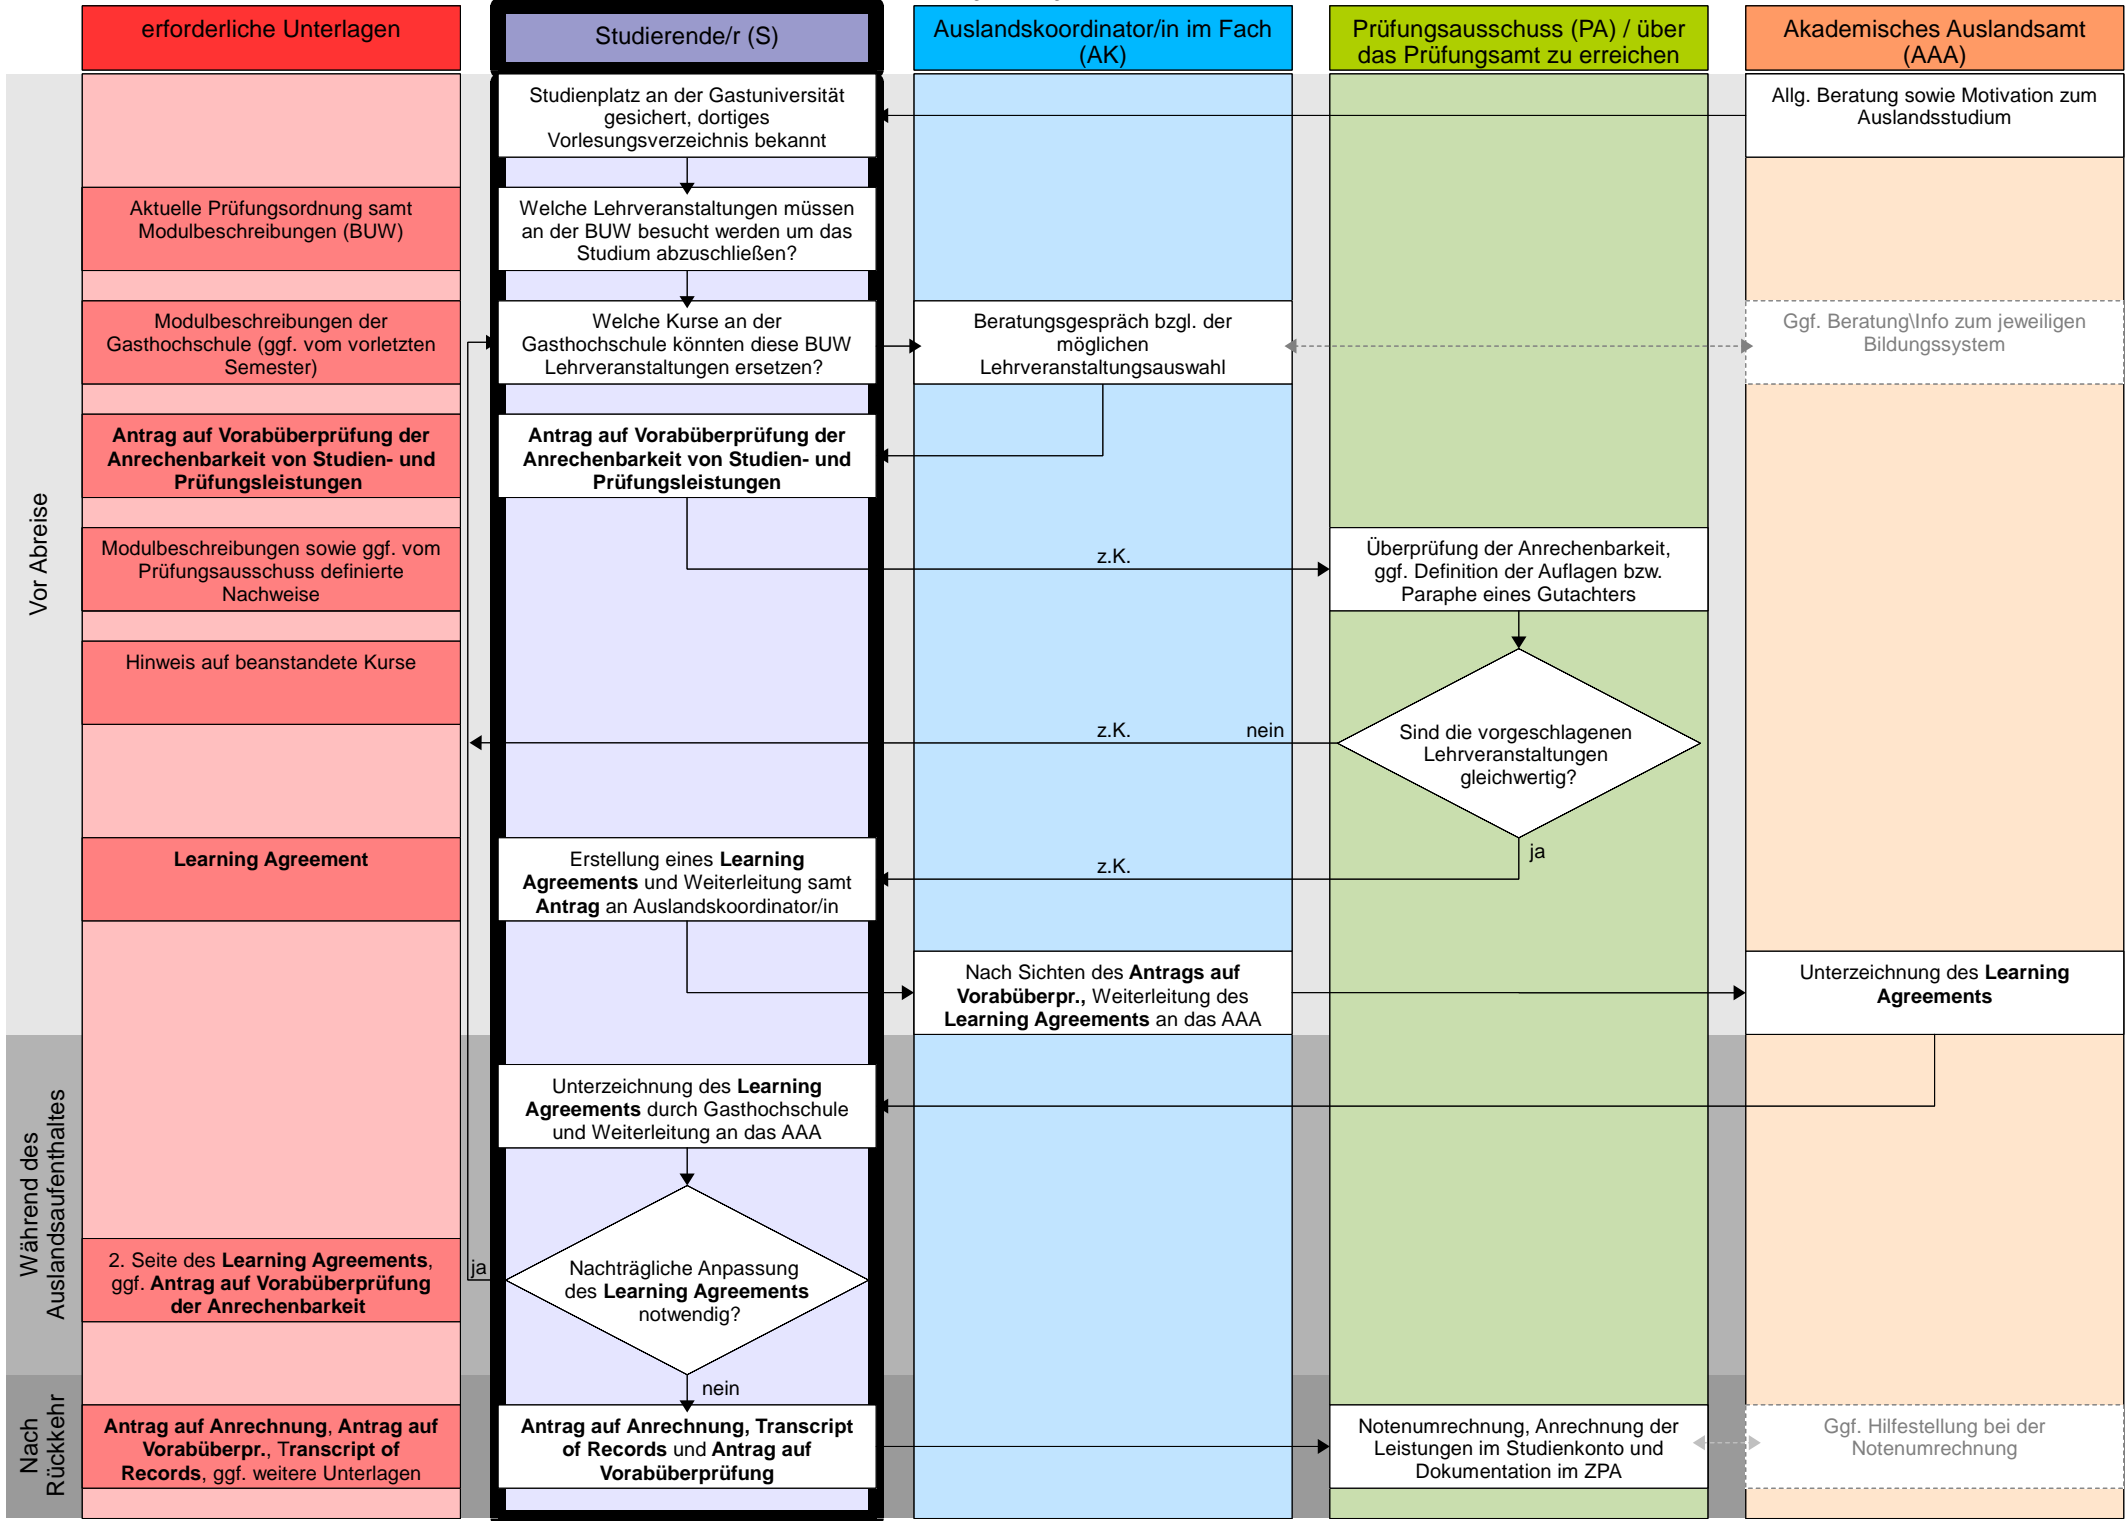 erforderliche Unterlagen
Studierende/r (S)
Auslandskoordinator/in im Fach
(AK)
Prüfungsausschuss (PA) / über
das Prüfungsamt zu erreichen
Akademisches Auslandsamt
(AAA)
Vor Abreise
Studienplatz an der Gastuniversität
gesichert, dortiges
Vorlesungsverzeichnis bekannt
Allg. Beratung sowie Motivation zum
Auslandsstudium
Aktuelle Prüfungsordnung samt
Modulbeschreibungen (BUW)
Welche Lehrveranstaltungen müssen
an der BUW besucht werden um das
Studium abzuschließen?
Modulbeschreibungen der
Gasthochschule (ggf. vom vorletzten
Semester)
Welche Kurse an der
Gasthochschule könnten diese BUW
Lehrveranstaltungen ersetzen?
Beratungsgespräch bzgl. der
möglichen
Lehrveranstaltungsauswahl
Ggf. Beratung\Info zum jeweiligen
Bildungssystem
Antrag auf Vorabüberprüfung der
Anrechenbarkeit von Studien- und
Prüfungsleistungen
Antrag auf Vorabüberprüfung der
Anrechenbarkeit von Studien- und
Prüfungsleistungen
Modulbeschreibungen sowie ggf. vom
Prüfungsausschuss definierte
Nachweise
z.K.
Überprüfung der Anrechenbarkeit,
ggf. Definition der Auflagen bzw.
Paraphe eines Gutachters
Hinweis auf beanstandete Kurse
z.K.
nein
Sind die vorgeschlagenen
Lehrveranstaltungen
gleichwertig?
ja
Learning Agreement
Erstellung eines Learning
Agreements und Weiterleitung samt
Antrag an Auslandskoordinator/in
z.K.
Nach Sichten des Antrags auf
Vorabüberpr., Weiterleitung des
Learning Agreements an das AAA
Unterzeichnung des Learning
Agreements
Während des
Auslandsaufenthaltes
Unterzeichnung des Learning
Agreements durch Gasthochschule
und Weiterleitung an das AAA
2. Seite des Learning Agreements,
ggf. Antrag auf Vorabüberprüfung
der Anrechenbarkeit
ja
Nachträgliche Anpassung
des Learning Agreements
notwendig?
nein
Nach
Rückkehr
Antrag auf Anrechnung, Antrag auf
Vorabüberpr., Transcript of
Records, ggf. weitere Unterlagen
Antrag auf Anrechnung, Transcript
of Records und Antrag auf
Vorabüberprüfung
Notenumrechnung, Anrechnung der
Leistungen im Studienkonto und
Dokumentation im ZPA
Ggf. Hilfestellung bei der
Notenumrechnung